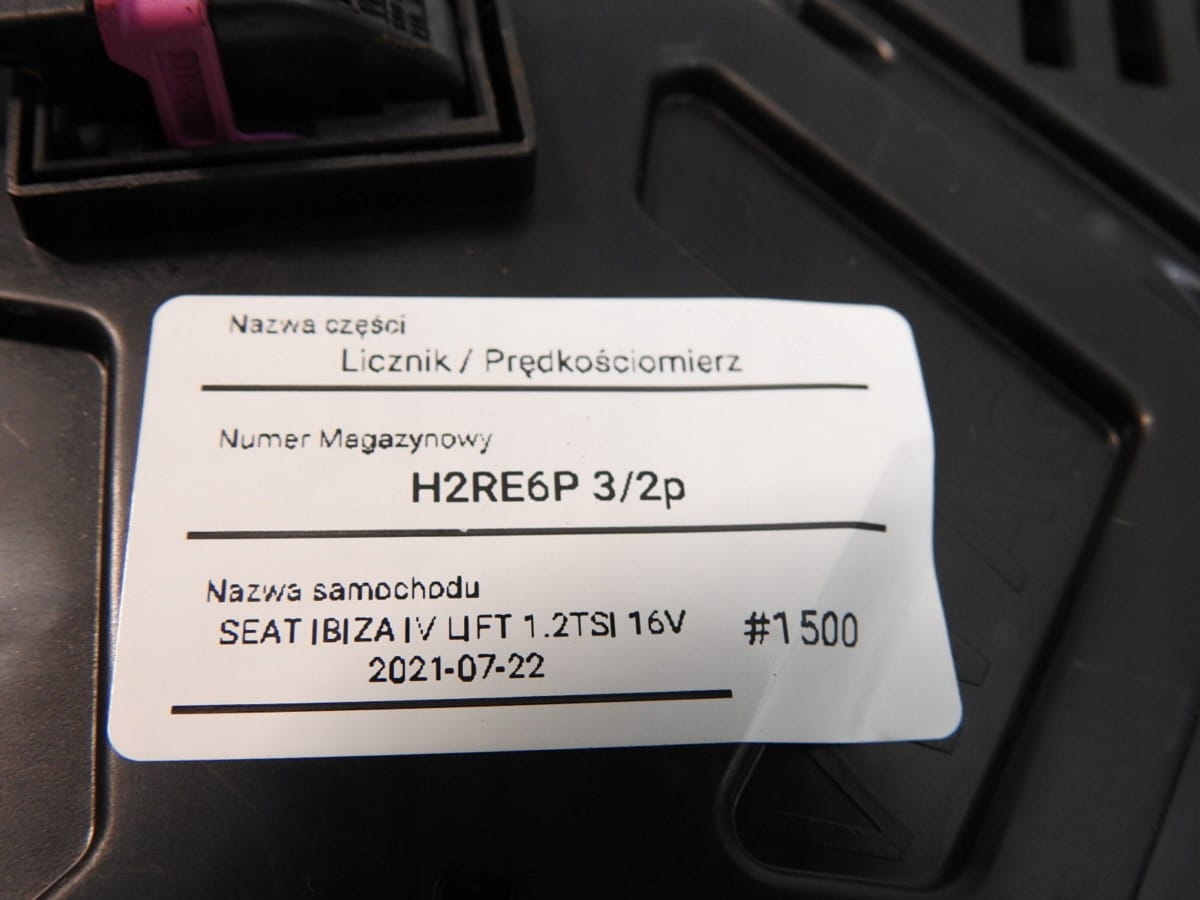 Nazwa części
Licznik / Prędkościomierz
Numer Magazynowy
H2RE6P 3/2p
Nazwa samochodu
SEAT IBIZA IV LIFT 1.2TSI 16V #1500
2021-07-22